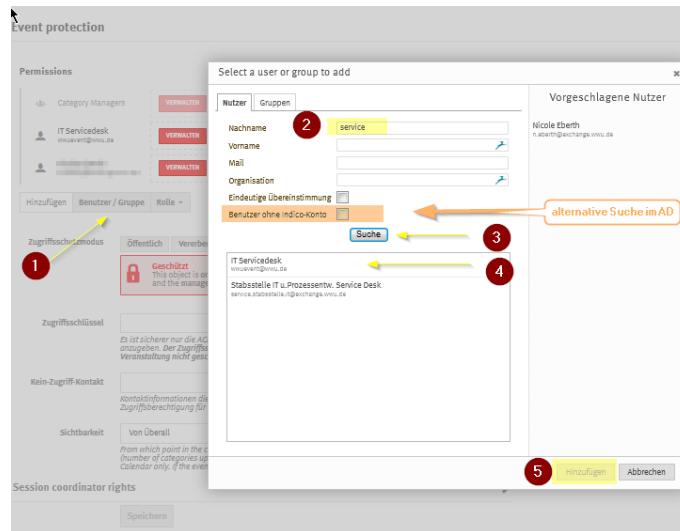 Event protection
Permissions
Category Managers
VERWALTEN
IT Servicedesk
wwuevent@wwu.de
VERWALTEN
VERWALTEN
Hinzufügen
Benutzer / Gruppe
Rolle
1
Zugriffsschutzmodus
Öffentlich
Vererbe
Geschützt
This object is
and the manage
Zugriffsschlüssel
Es ist sicherer nur die AC
anzugeben. Der Zugriffss
Veranstaltung nicht gesc
Kein-Zugriff-Kontakt
Kontaktinformationen die
Zugriffsberechtigung für
Sichtbarkeit
Von Überall
From which point in the c
(number of categories up
Calendar only. If the even
Session coordinator rights
Speichern
Select a user or group to add
Nutzer
Gruppen
Nachname
2
service
Vorname
Mail
Organisation
Eindeutige Übereinstimmung
Benutzer ohne Indico-Konto
alternative Suche im AD
Suche
3
IT Servicedesk
wwuevent@wwu.de
4
Stabsstelle IT u.Prozessentw. Service Desk
service.stabsstelle.it@exchange.wwu.de
Vorgeschlagene Nutzer
Nicole Eberth
n.aberth@exchange.wwu.de
5
Hinzufügen
Abbrechen